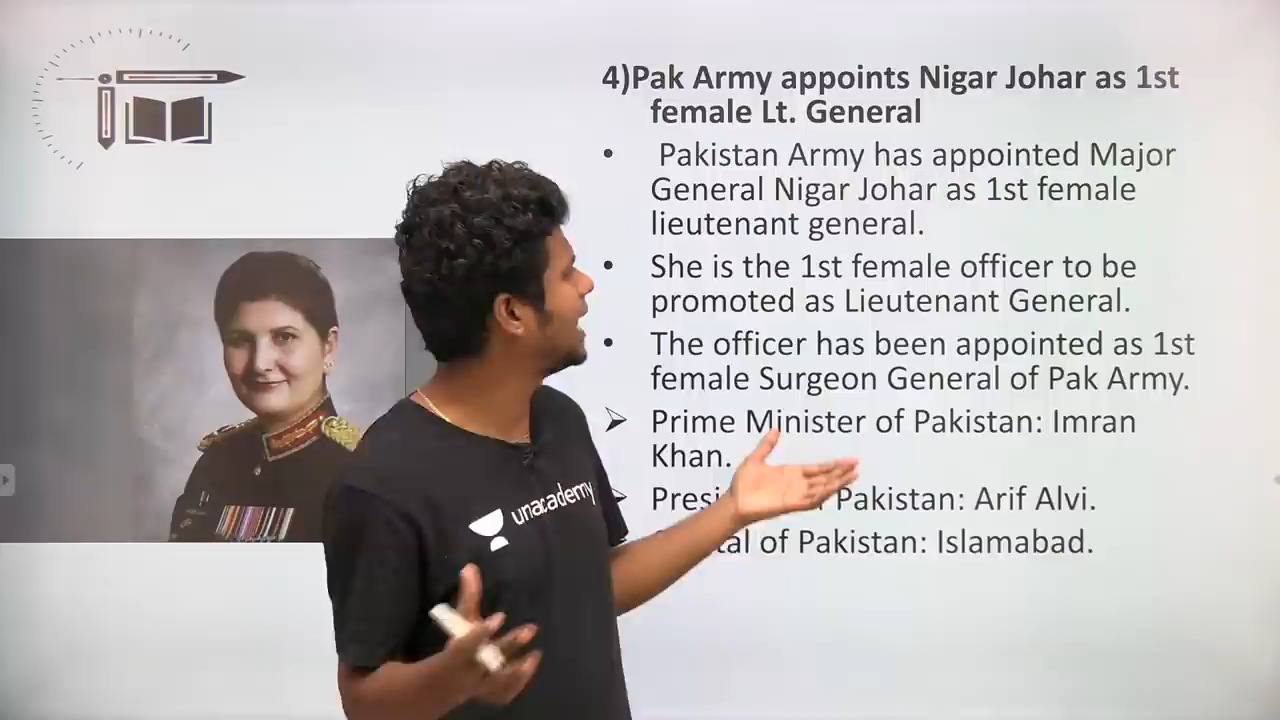 4)Pak Army appoints Nigar Johar as 1st
female Lt. General
• Pakistan Army has appointed Major
General Nigar Johar as 1st female
lieutenant general.
• She is the 1st female officer to be
promoted as Lieutenant General.
• The officer has been appointed as 1st
female Surgeon General of Pak Army.
➢ Prime Minister of Pakistan: Imran
Khan.
Pakistan: Arif Alvi.
of Pakistan: Islamabad.
unacademy